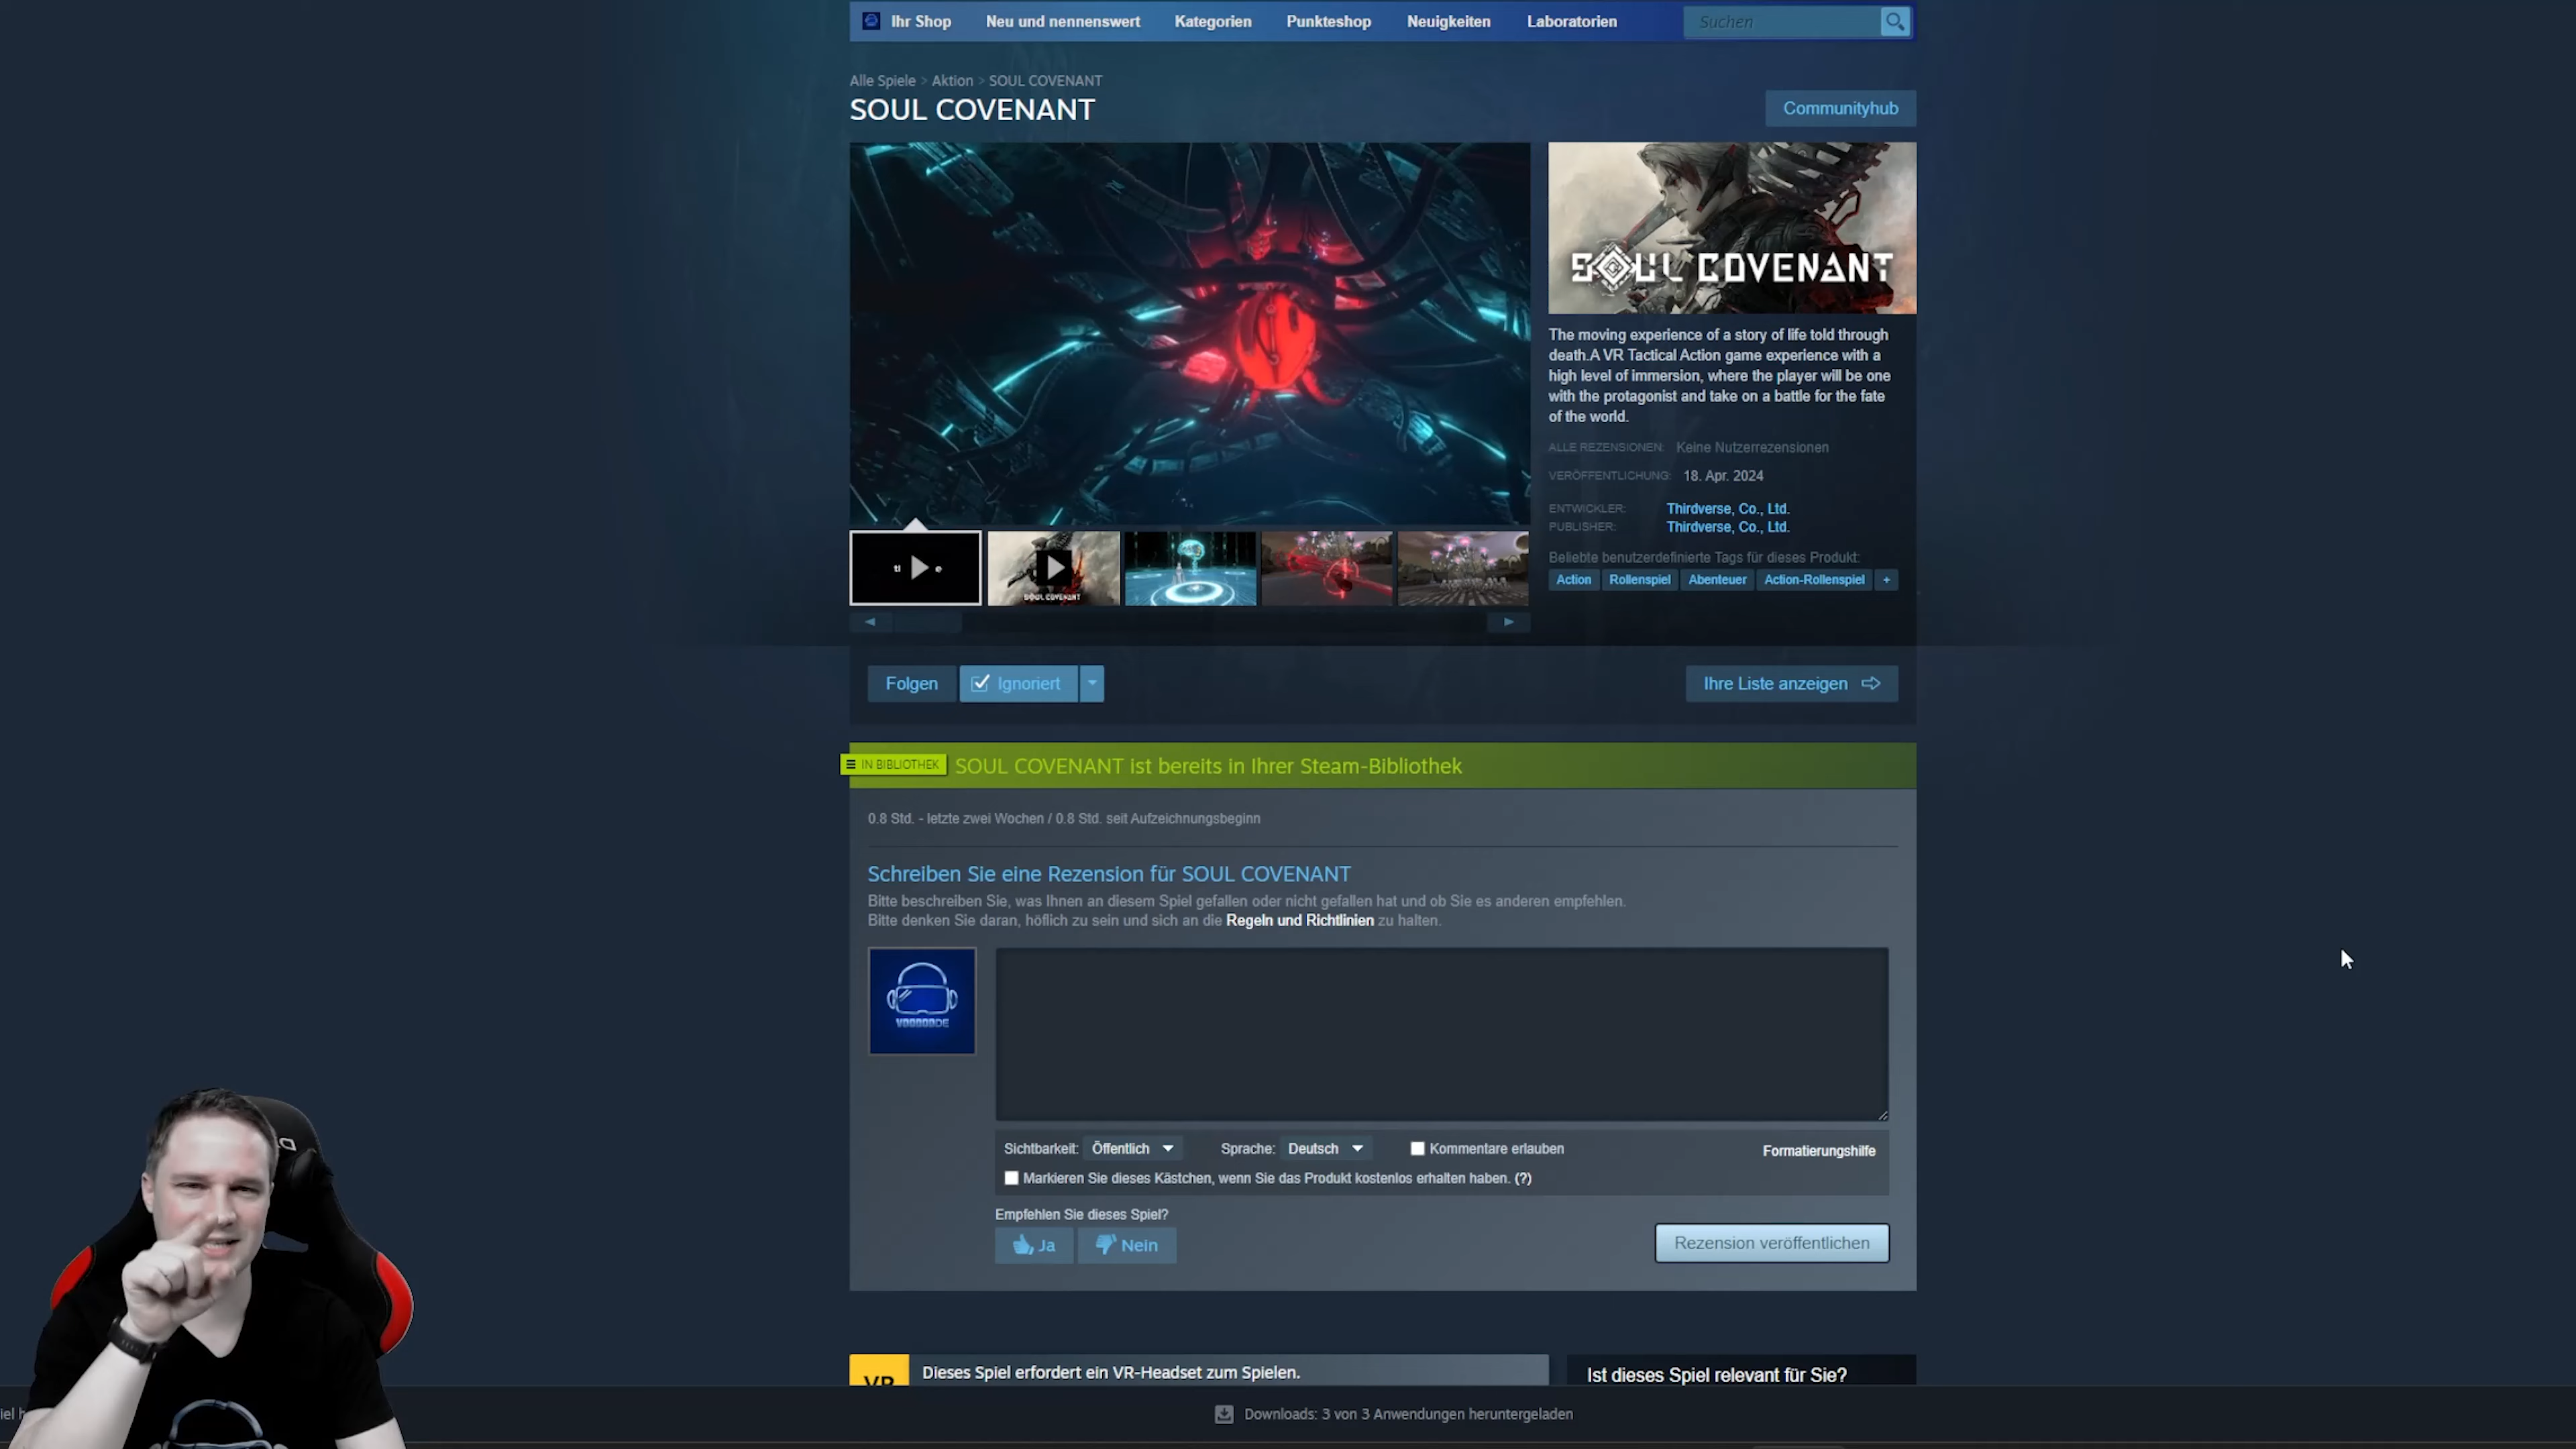 Ihr Shop
Neu und nennenswert
Kategorien
Punkteshop
Neuigkeiten
Laboratorien
Suchen
Alle Spiele > Aktion > SOUL COVENANT
SOUL COVENANT
Communityhub
SOUL COVENANT
The moving experience of a story of life told through
death.A VR Tactical Action game experience with a
high level of immersion, where the player will be one
with the protagonist and take on a battle for the fate
of the world.
ALLE REZENSIONEN: Keine Nutzerrezensionen
VERÖFFENTLICHUNG: 18. Apr. 2024
ENTWICKLER: Thirdverse, Co., Ltd.
PUBLISHER: Thirdverse, Co., Ltd.
Beliebte benutzerdefinierte Tags für dieses Produkt:
Action Rollenspiel Abenteuer Action-Rollenspiel +
SOUL COVENANT
Folgen
Ignoriert
Ihre Liste anzeigen
IN BIBLIOTHEK
SOUL COVENANT ist bereits in Ihrer Steam-Bibliothek
0.8 Std. - letzte zwei Wochen / 0.8 Std. seit Aufzeichnungsbeginn
Schreiben Sie eine Rezension für SOUL COVENANT
Bitte beschreiben Sie, was Ihnen an diesem Spiel gefallen oder nicht gefallen hat und ob Sie es anderen empfehlen.
Bitte denken Sie daran, höflich zu sein und sich an die Regeln und Richtlinien zu halten.
VOODOODE
Sichtbarkeit: Öffentlich
Sprache: Deutsch
Kommentare erlauben
Formatierungshilfe
Markieren Sie dieses Kästchen, wenn Sie das Produkt kostenlos erhalten haben. (?)
Empfehlen Sie dieses Spiel?
Ja
Nein
Rezension veröffentlichen
VR
Dieses Spiel erfordert ein VR-Headset zum Spielen.
Ist dieses Spiel relevant für Sie?
Downloads: 3 von 3 Anwendungen heruntergeladen